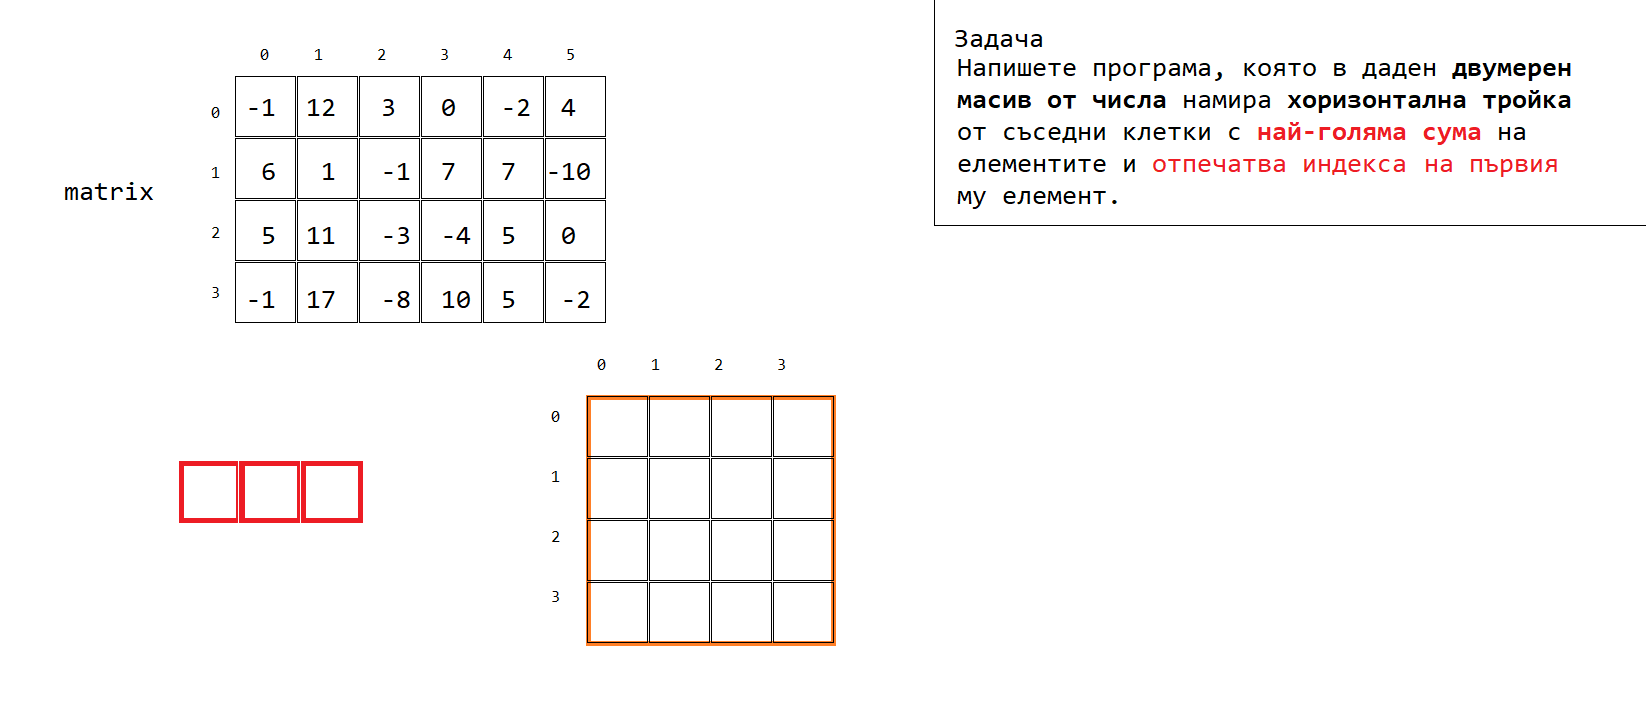 Задача
Напишете програма, която в даден двумерен
масив от числа намира хоризонтална тройка
от съседни клетки с най-голяма сума на
елементите и отпечатва индекса на първия
му елемент.
0 1 2 3 4 5
0 -1 12 3 0 -2 4
1 6 1 -1 7 7 -10
matrix
2 5 11 -3 -4 5 0
3 -1 17 -8 10 5 -2
0 1 2 3
0
1
2
3